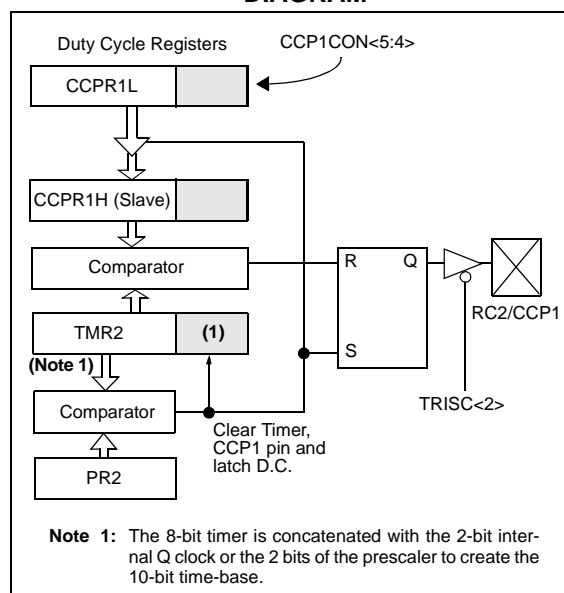 DIAGRAM
Duty Cycle Registers
CCP1CON<5:4>
CCPR1L
CCPR1H (Slave)
Comparator
R
Q
RC2/CCP1
TMR2
(1)
(Note 1)
S
Comparator
TRISC<2>
Clear Timer,
CCP1 pin and
latch D.C.
PR2
Note 1: The 8-bit timer is concatenated with the 2-bit inter-
nal Q clock or the 2 bits of the prescaler to create the
10-bit time-base.